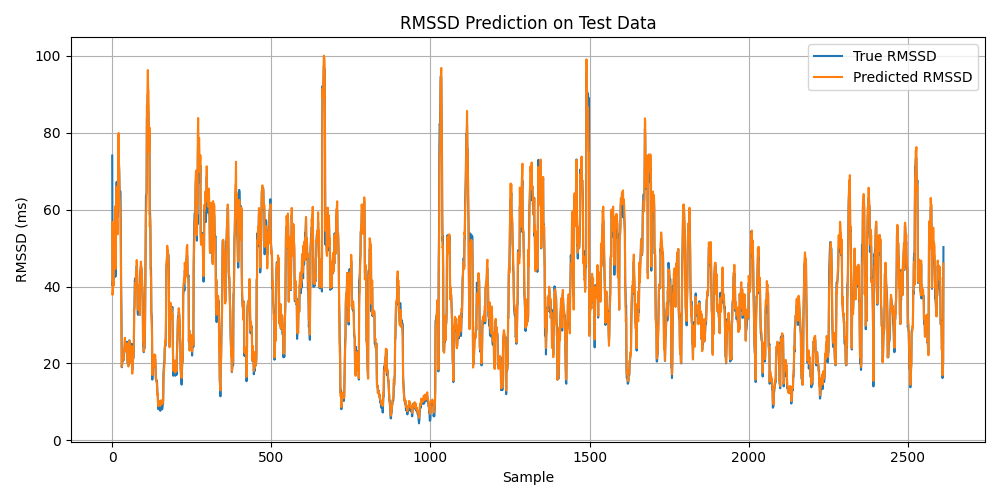 RMSSD Prediction on Test Data
True RMSSD
Predicted RMSSD
RMSSD (ms)
100
80
60
40
20
0
0 500 1000 1500 2000 2500
Sample